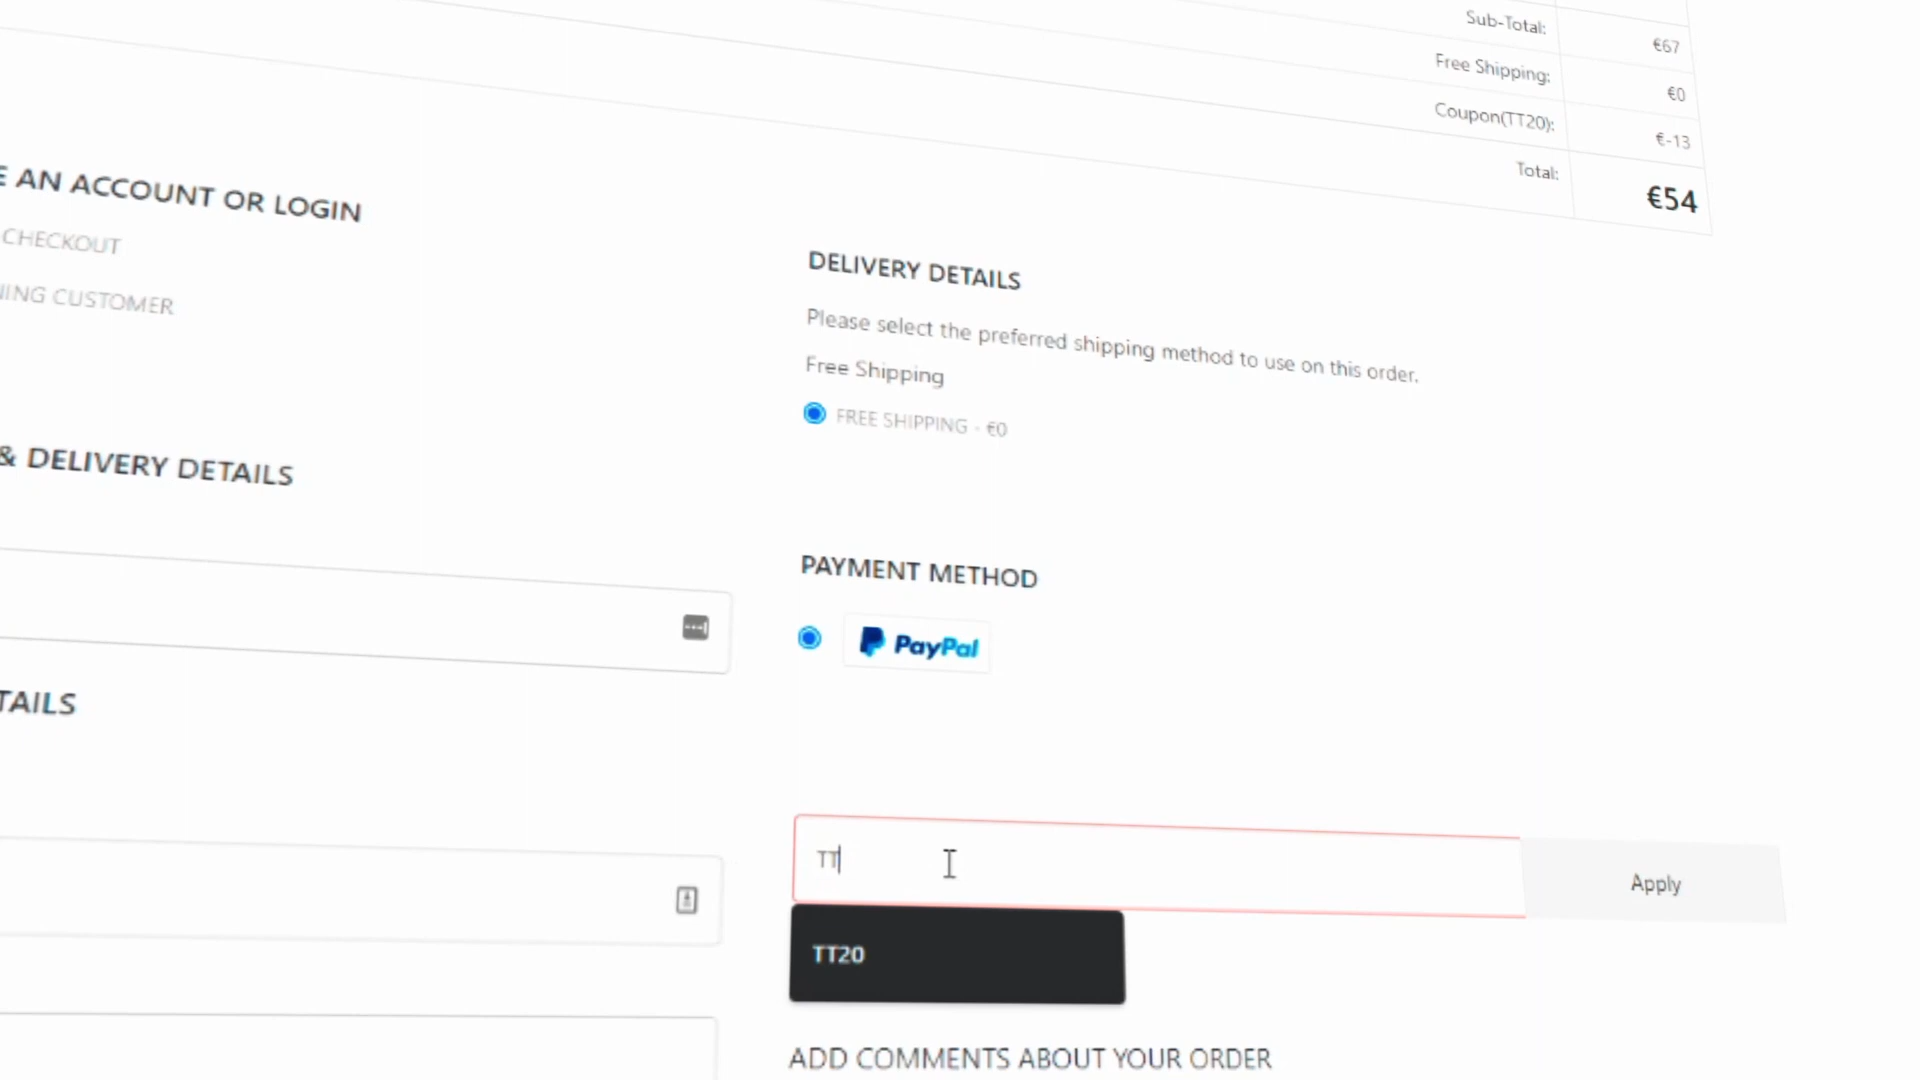 Sub-Total: €67
Free Shipping: €0
Coupon(TT20): €-13
Total: €54
E AN ACCOUNT OR LOGIN
CHECKOUT
NING CUSTOMER
DELIVERY DETAILS
Please select the preferred shipping method to use on this order.
Free Shipping
FREE SHIPPING - €0
& DELIVERY DETAILS
PAYMENT METHOD
PayPal
TAILS
TT
Apply
TT20
ADD COMMENTS ABOUT YOUR ORDER